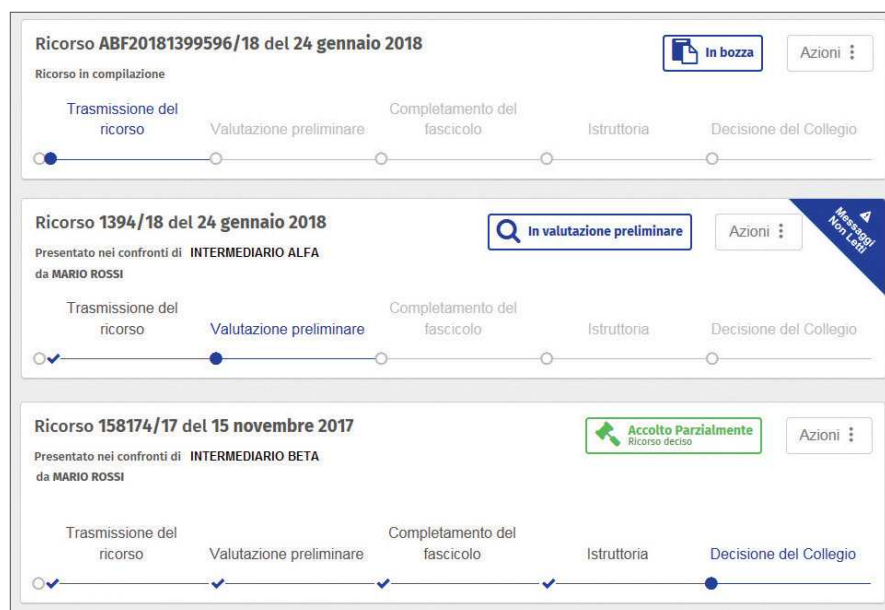 Ricorso ABF20181399596/18 del 24 gennaio 2018
In bozza
Azioni
Ricorso in compilazione
Trasmissione del
ricorso
Valutazione preliminare
Completamento del
fascicolo
Istruttoria
Decisione del Collegio
Ricorso 1394/18 del 24 gennaio 2018
In valutazione preliminare
Azioni
Messaggi
Non Letti
Presentato nei confronti di INTERMEDIARIO ALFA
da MARIO ROSSI
Trasmissione del
ricorso
Valutazione preliminare
Completamento del
fascicolo
Istruttoria
Decisione del Collegio
Ricorso 158174/17 del 15 novembre 2017
Accolto Parzialmente
Ricorso deciso
Azioni
Presentato nei confronti di INTERMEDIARIO BETA
da MARIO ROSSI
Trasmissione del
ricorso
Valutazione preliminare
Completamento del
fascicolo
Istruttoria
Decisione del Collegio